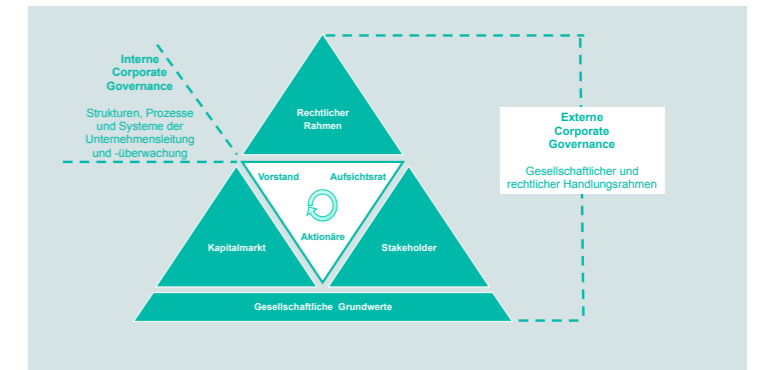 Interne
Corporate
Governance
Strukturen, Prozesse
und Systeme der
Unternehmensleitung
und -überwachung
Rechtlicher
Rahmen
Externe
Corporate
Governance
Gesellschaftlicher und
rechtlicher Handlungsrahmen
Vorstand
Aufsichtsrat
Aktionäre
Kapitalmarkt
Stakeholder
Gesellschaftliche Grundwerte